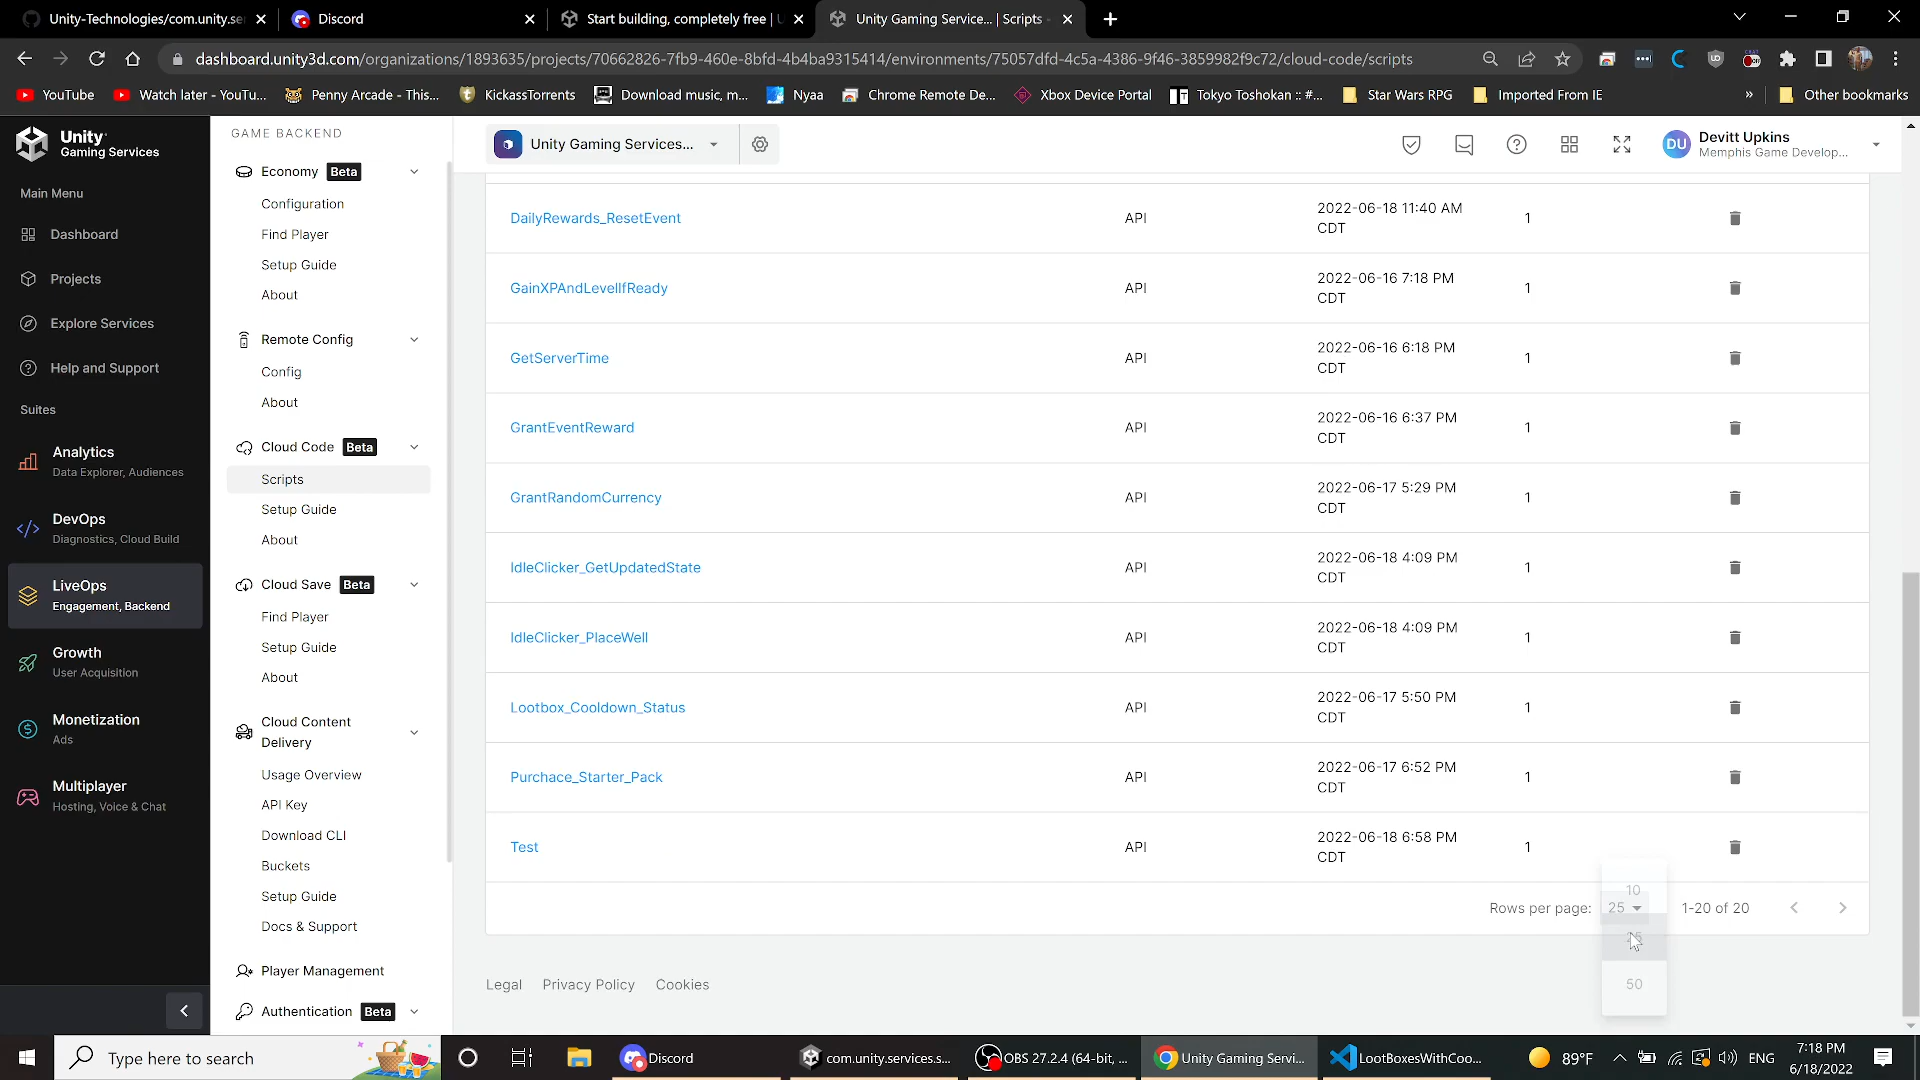 Unity-Technologies/com.unity.se
Discord
Start building, completely free | U
Unity Gaming Service... | Scripts
dashboard.unity3d.com/organizations/1893635/projects/70662826-7fb9-460e-8bfd-4b4ba9315414/environments/75057dfd-4c5a-4386-9f46-3859982f9c72/cloud-code/scripts
YouTube
Watch later - YouTu...
Penny Arcade - This...
KickassTorrents
Download music, m...
Nyaa
Chrome Remote De...
Xbox Device Portal
Tokyo Toshokan :: #...
Star Wars RPG
Imported From IE
»
Other bookmarks
Unity
Gaming Services
Main Menu
Dashboard
Projects
Explore Services
Help and Support
Suites
Analytics
Data Explorer, Audiences
DevOps
Diagnostics, Cloud Build
LiveOps
Engagement, Backend
Growth
User Acquisition
Monetization
Ads
Multiplayer
Hosting, Voice & Chat
GAME BACKEND
Economy Beta
Configuration
Find Player
Setup Guide
About
Remote Config
Config
About
Cloud Code Beta
Scripts
Setup Guide
About
Cloud Save Beta
Find Player
Setup Guide
About
Cloud Content
Delivery
Usage Overview
API Key
Download CLI
Buckets
Setup Guide
Docs & Support
Player Management
Authentication Beta
Unity Gaming Services...
DU
Devitt Upkins
Memphis Game Develop...
DailyRewards_ResetEvent API 2022-06-18 11:40 AM CDT 1
GainXPAndLevelIfReady API 2022-06-16 7:18 PM CDT 1
GetServerTime API 2022-06-16 6:18 PM CDT 1
GrantEventReward API 2022-06-16 6:37 PM CDT 1
GrantRandomCurrency API 2022-06-17 5:29 PM CDT 1
IdleClicker_GetUpdatedState API 2022-06-18 4:09 PM CDT 1
IdleClicker_PlaceWell API 2022-06-18 4:09 PM CDT 1
Lootbox_Cooldown_Status API 2022-06-17 5:50 PM CDT 1
Purchace_Starter_Pack API 2022-06-17 6:52 PM CDT 1
Test API 2022-06-18 6:58 PM CDT 1
10
Rows per page: 25 1-20 of 20
25
50
Legal Privacy Policy Cookies
Type here to search
Discord
com.unity.services.s...
OBS 27.2.4 (64-bit, ...
Unity Gaming Servi...
LootBoxesWithCoo...
89°F
ENG
7:18 PM
6/18/2022